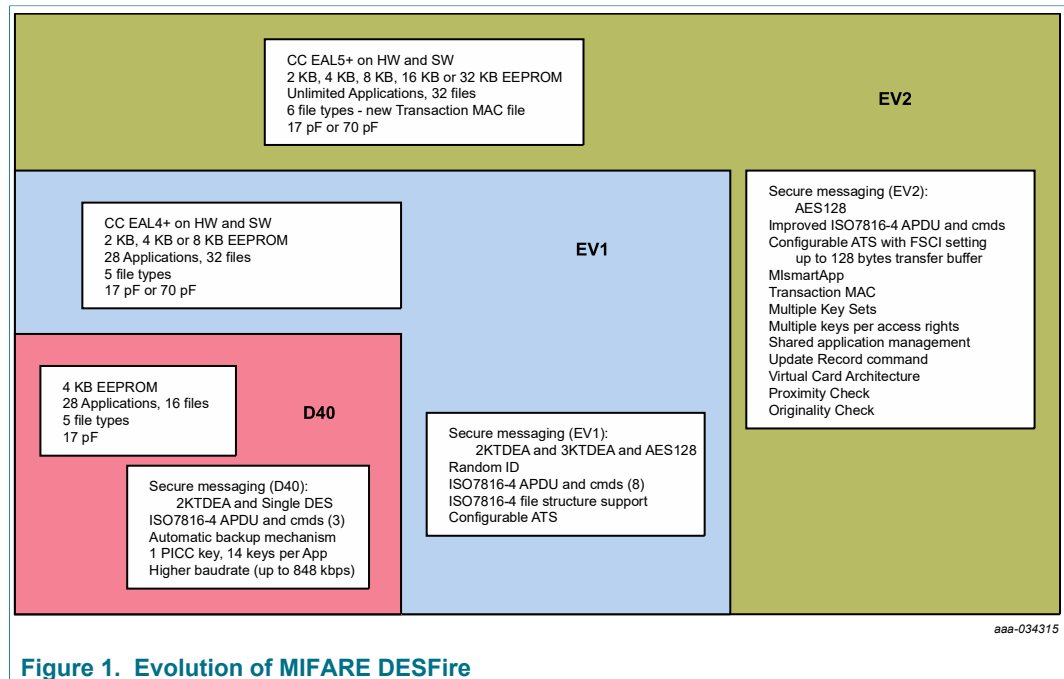 CC EAL5+ on HW and SW
2 KB, 4 KB, 8 KB, 16 KB or 32 KB EEPROM
Unlimited Applications, 32 files
6 file types - new Transaction MAC file
17 pF or 70 pF
EV2
Secure messaging (EV2):
AES128
Improved ISO7816-4 APDU and cmds
Configurable ATS with FSCI setting
up to 128 bytes transfer buffer
MIsmartApp
Transaction MAC
Multiple Key Sets
Multiple keys per access rights
Shared application management
Update Record command
Virtual Card Architecture
Proximity Check
Originality Check
CC EAL4+ on HW and SW
2 KB, 4 KB or 8 KB EEPROM
28 Applications, 32 files
5 file types
17 pF or 70 pF
EV1
Secure messaging (EV1):
2KTDEA and 3KTDEA and AES128
Random ID
ISO7816-4 APDU and cmds (8)
ISO7816-4 file structure support
Configurable ATS
4 KB EEPROM
28 Applications, 16 files
5 file types
17 pF
D40
Secure messaging (D40):
2KTDEA and Single DES
ISO7816-4 APDU and cmds (3)
Automatic backup mechanism
1 PICC key, 14 keys per App
Higher baudrate (up to 848 kbps)
aaa-034315
Figure 1. Evolution of MIFARE DESFire